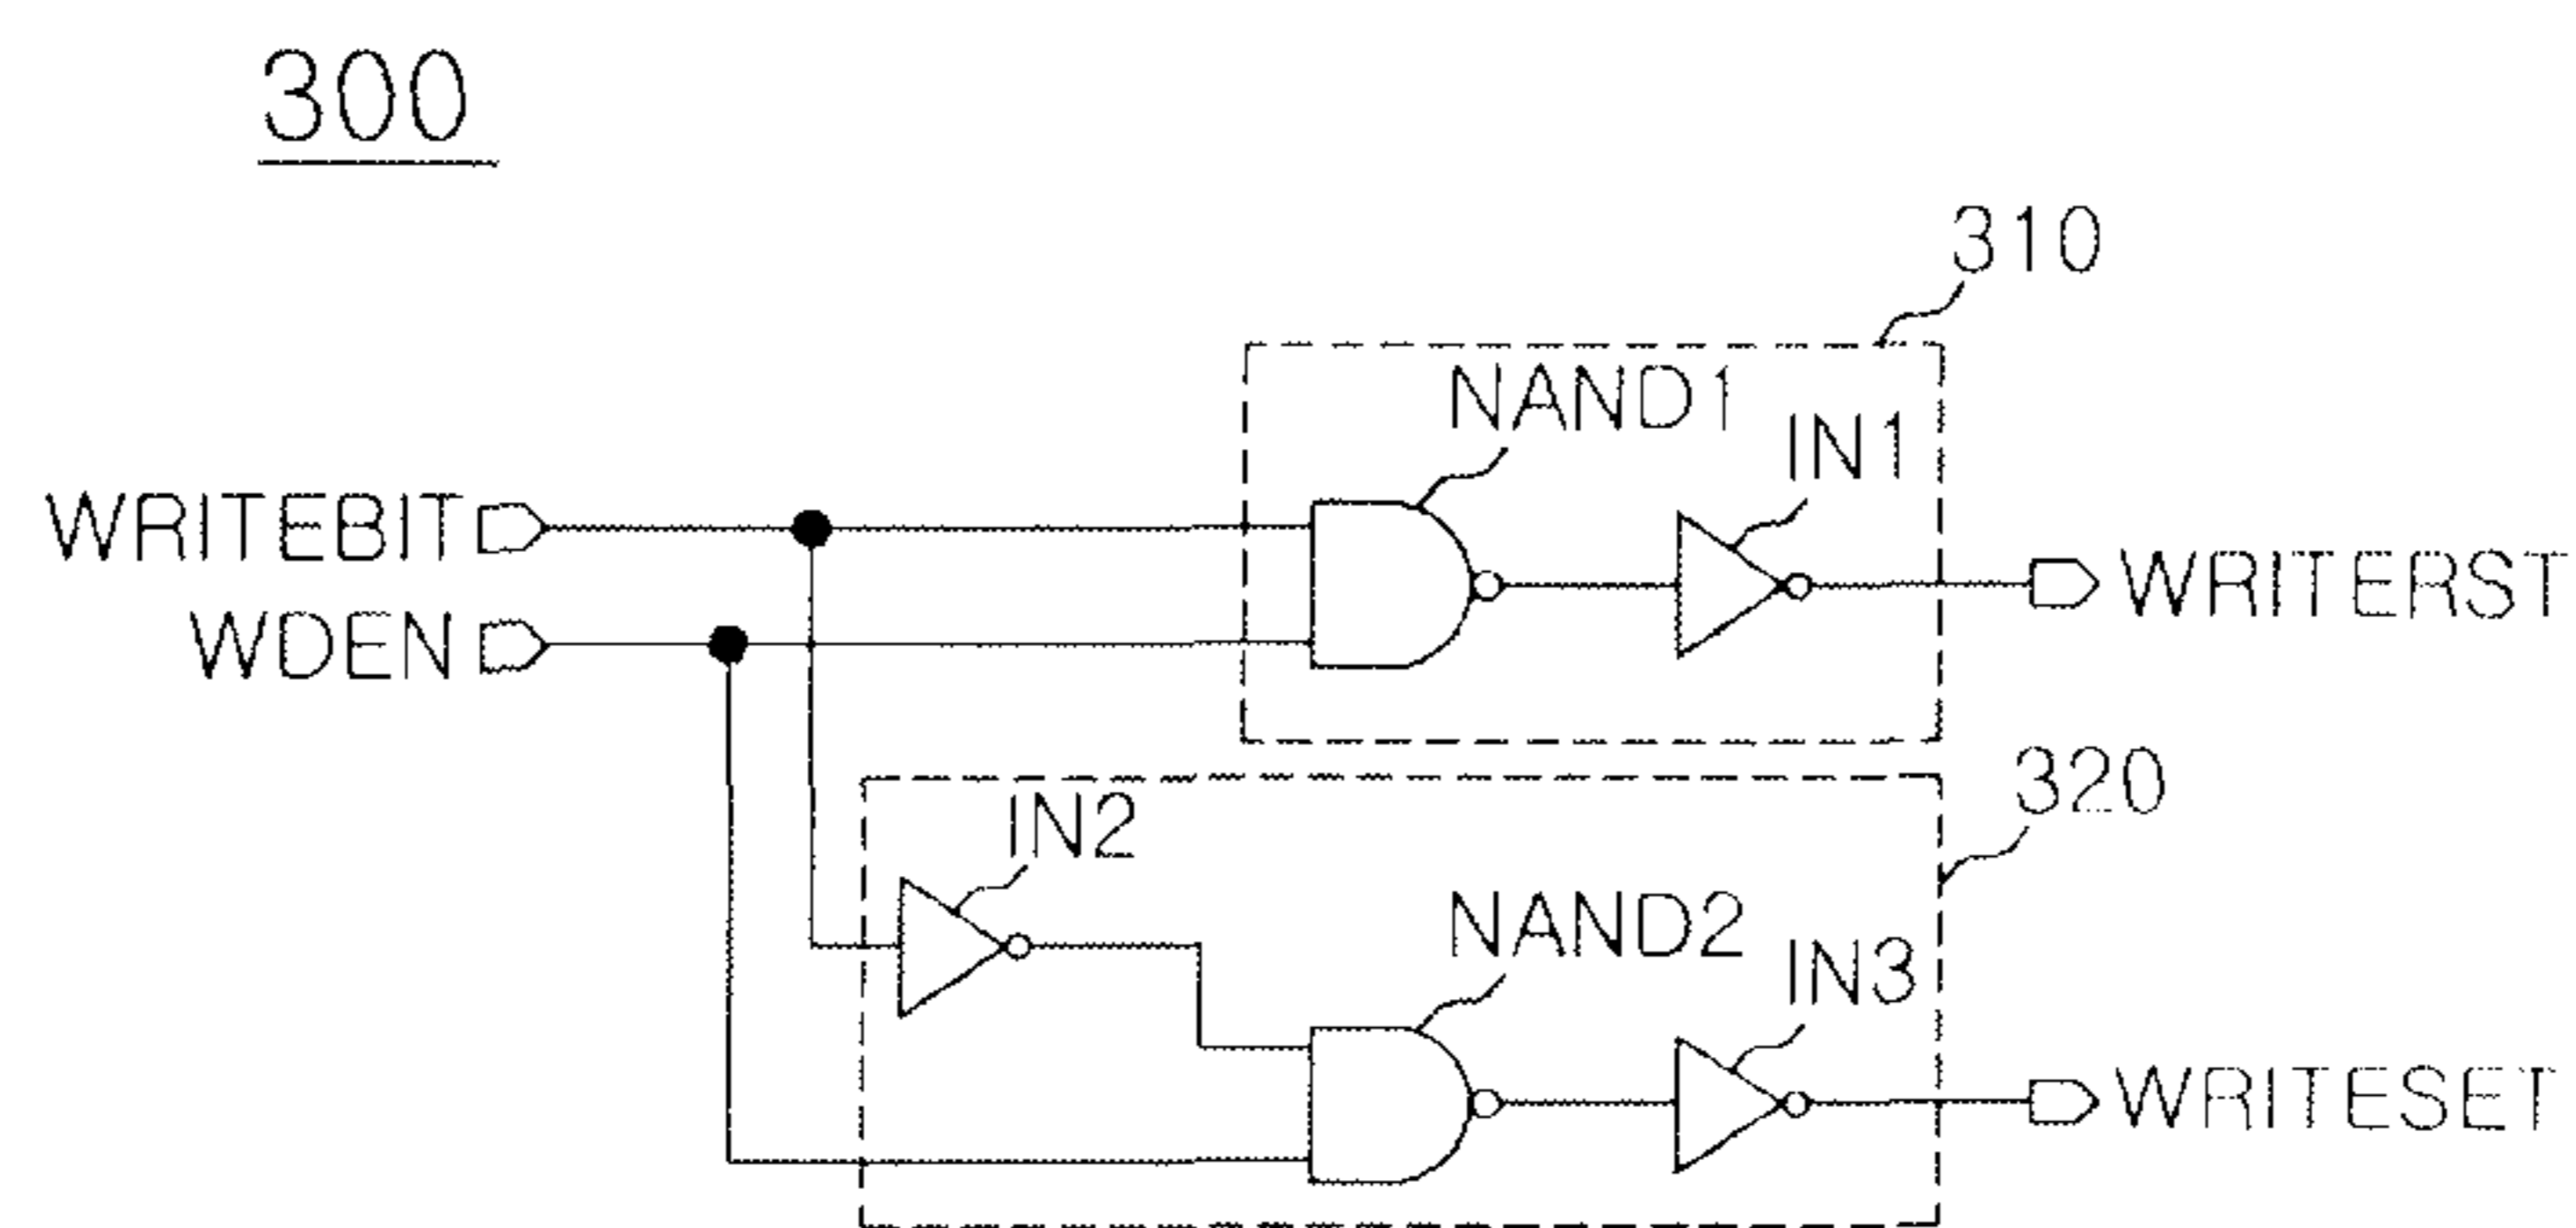 300
310
NAND1
IN1
WRITEBIT
WRITERST
WDEN
320
IN2
NAND2
IN3
WRITESET